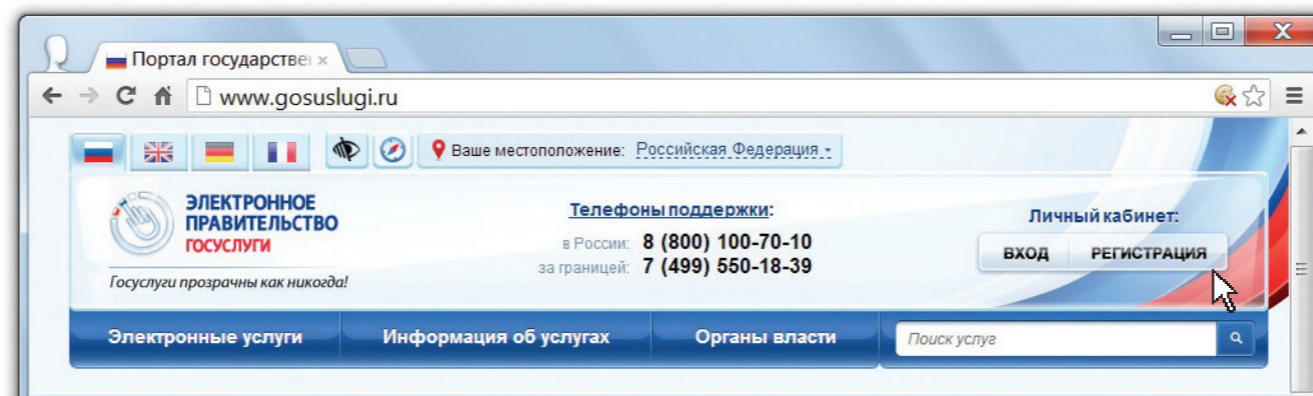 Портал государстве
www.gosuslugi.ru
Ваше местоположение: Российская Федерация
ЭЛЕКТРОННОЕ
ПРАВИТЕЛЬСТВО
ГОСУСЛУГИ
Госуслуги прозрачны как никогда!
Телефоны поддержки:
в России: 8 (800) 100-70-10
за границей: 7 (499) 550-18-39
Личный кабинет:
ВХОД РЕГИСТРАЦИЯ
Электронные услуги Информация об услугах Органы власти Поиск услуг